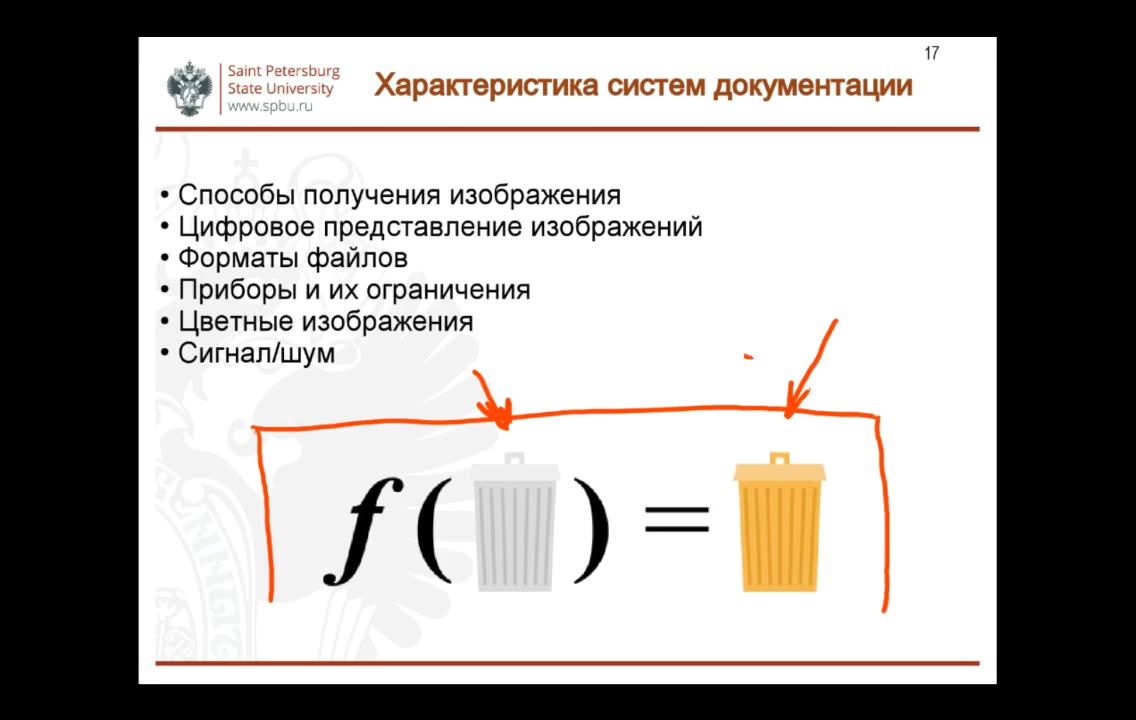 17
Saint Petersburg
State University
www.spbu.ru
Характеристика систем документации
• Способы получения изображения
• Цифровое представление изображений
• Форматы файлов
• Приборы и их ограничения
• Цветные изображения
• Сигнал/шум
f( ) =